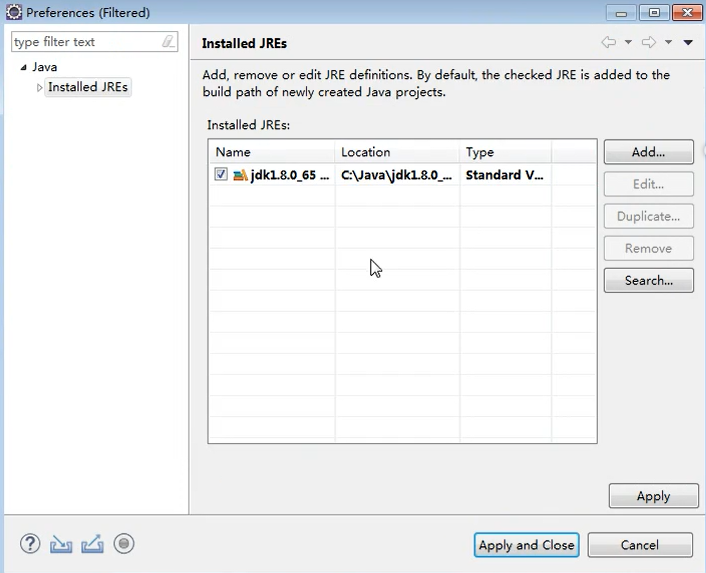 Preferences (Filtered)
type filter text
Java
Installed JREs
Installed JREs
Add, remove or edit JRE definitions. By default, the checked JRE is added to the
build path of newly created Java projects.
Installed JREs:
Name Location Type
jdk1.8.0_65 ... C:\Java\jdk1.8.0_... Standard V...
Add...
Edit...
Duplicate...
Remove
Search...
Apply
Apply and Close Cancel